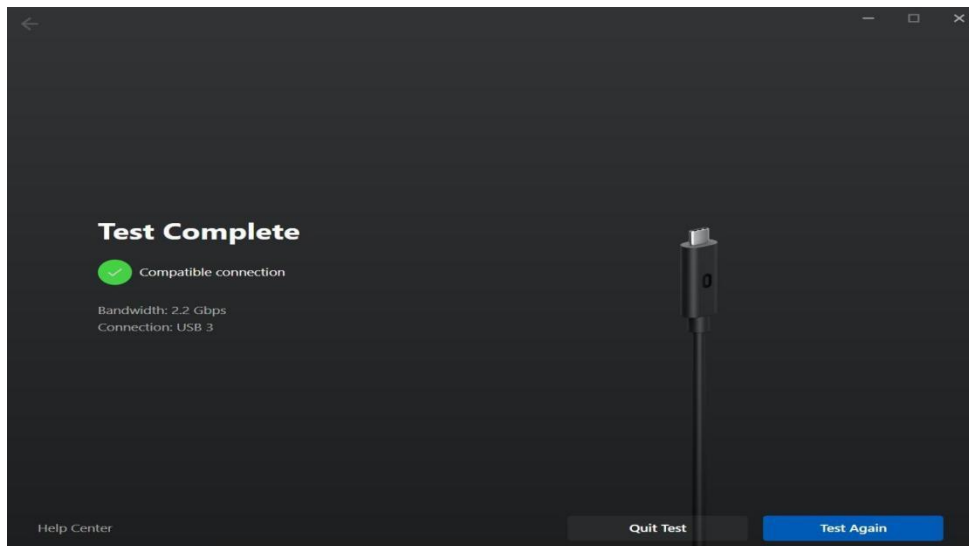 Test Complete
Compatible connection
Bandwidth: 2.2 Gbps
Connection: USB 3
Help Center
Quit Test
Test Again